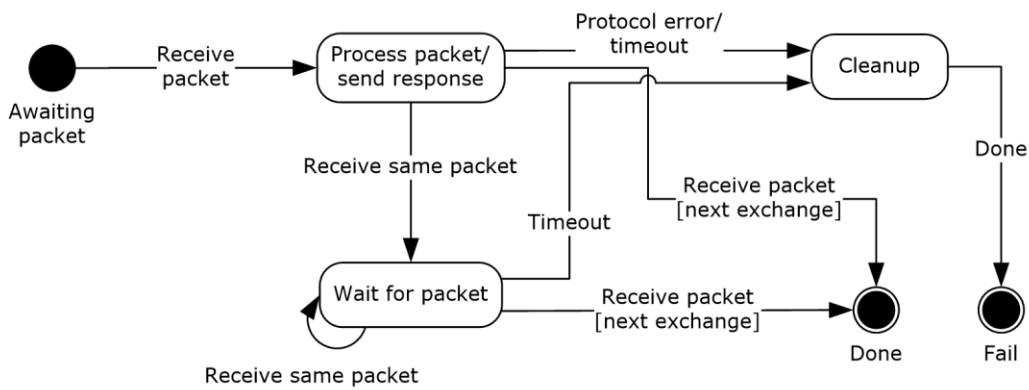 Protocol error/
timeout
Receive
packet
Process packet/
send response
Cleanup
Awaiting
packet
Done
Receive same packet
Receive packet
[next exchange]
Timeout
Wait for packet
Receive packet
[next exchange]
Done
Fail
Receive same packet